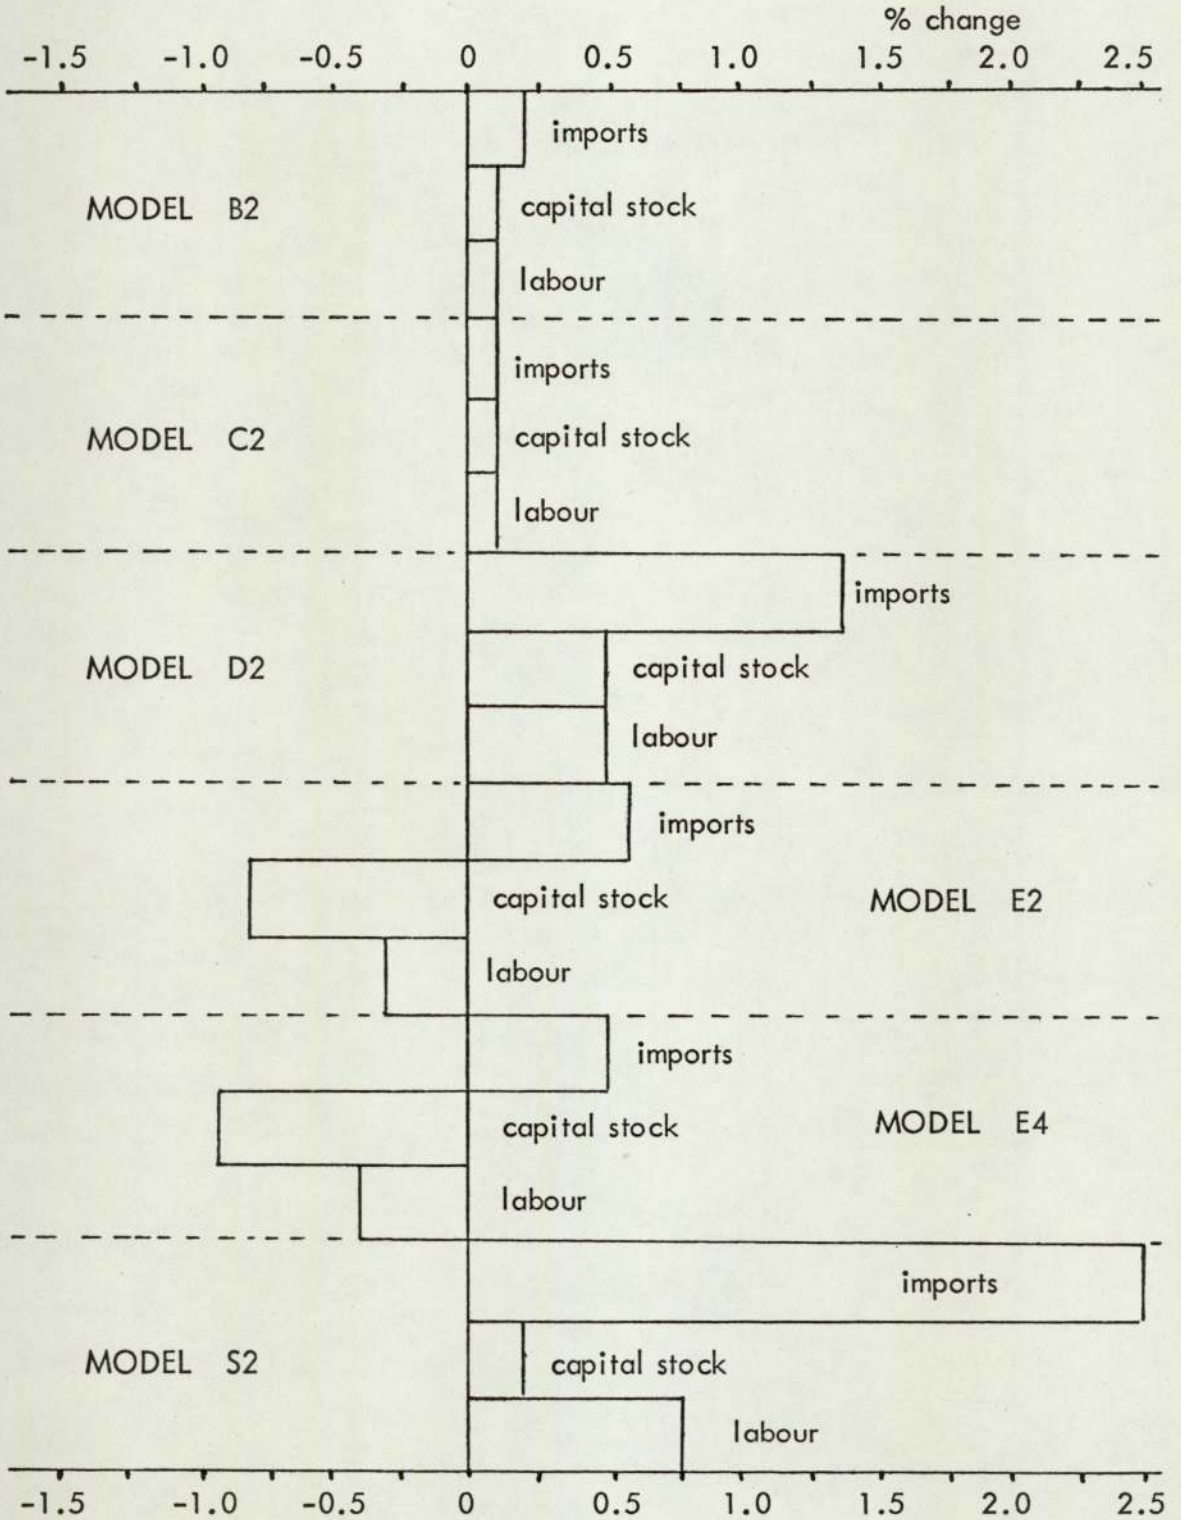 % change
-1.5 -1.0 -0.5 0 0.5 1.0 1.5 2.0 2.5
imports
MODEL B2 capital stock
labour
imports
MODEL C2 capital stock
labour
imports
MODEL D2 capital stock
labour
imports
capital stock MODEL E2
labour
imports
capital stock MODEL E4
labour
imports
MODEL S2 capital stock
labour
-1.5 -1.0 -0.5 0 0.5 1.0 1.5 2.0 2.5